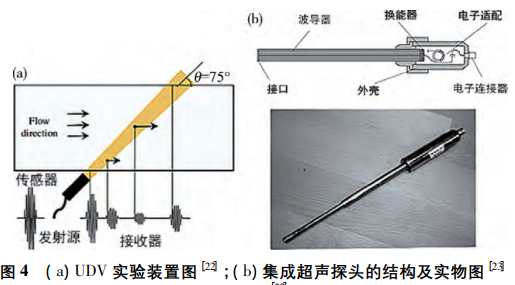 (a)
θ=75°
Flow
direction
传感器
发射源
接收器
(b)
波导器
换能器
电子适配
接口
外壳
电子连接器
图4 (a) UDV 实验装置图[22];(b) 集成超声探头的结构及实物图[23]